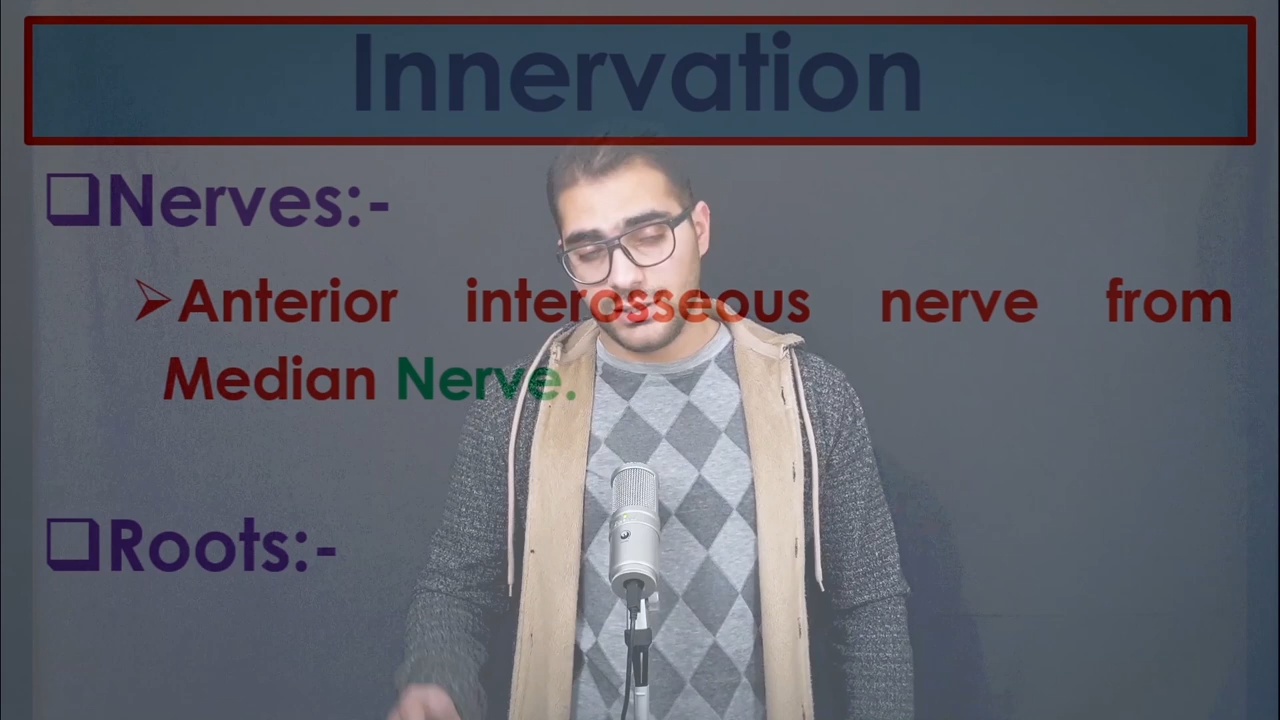 Innervation
❑Nerves:-
➢Anterior interosseous nerve from
Median Nerve.
❑Roots:-